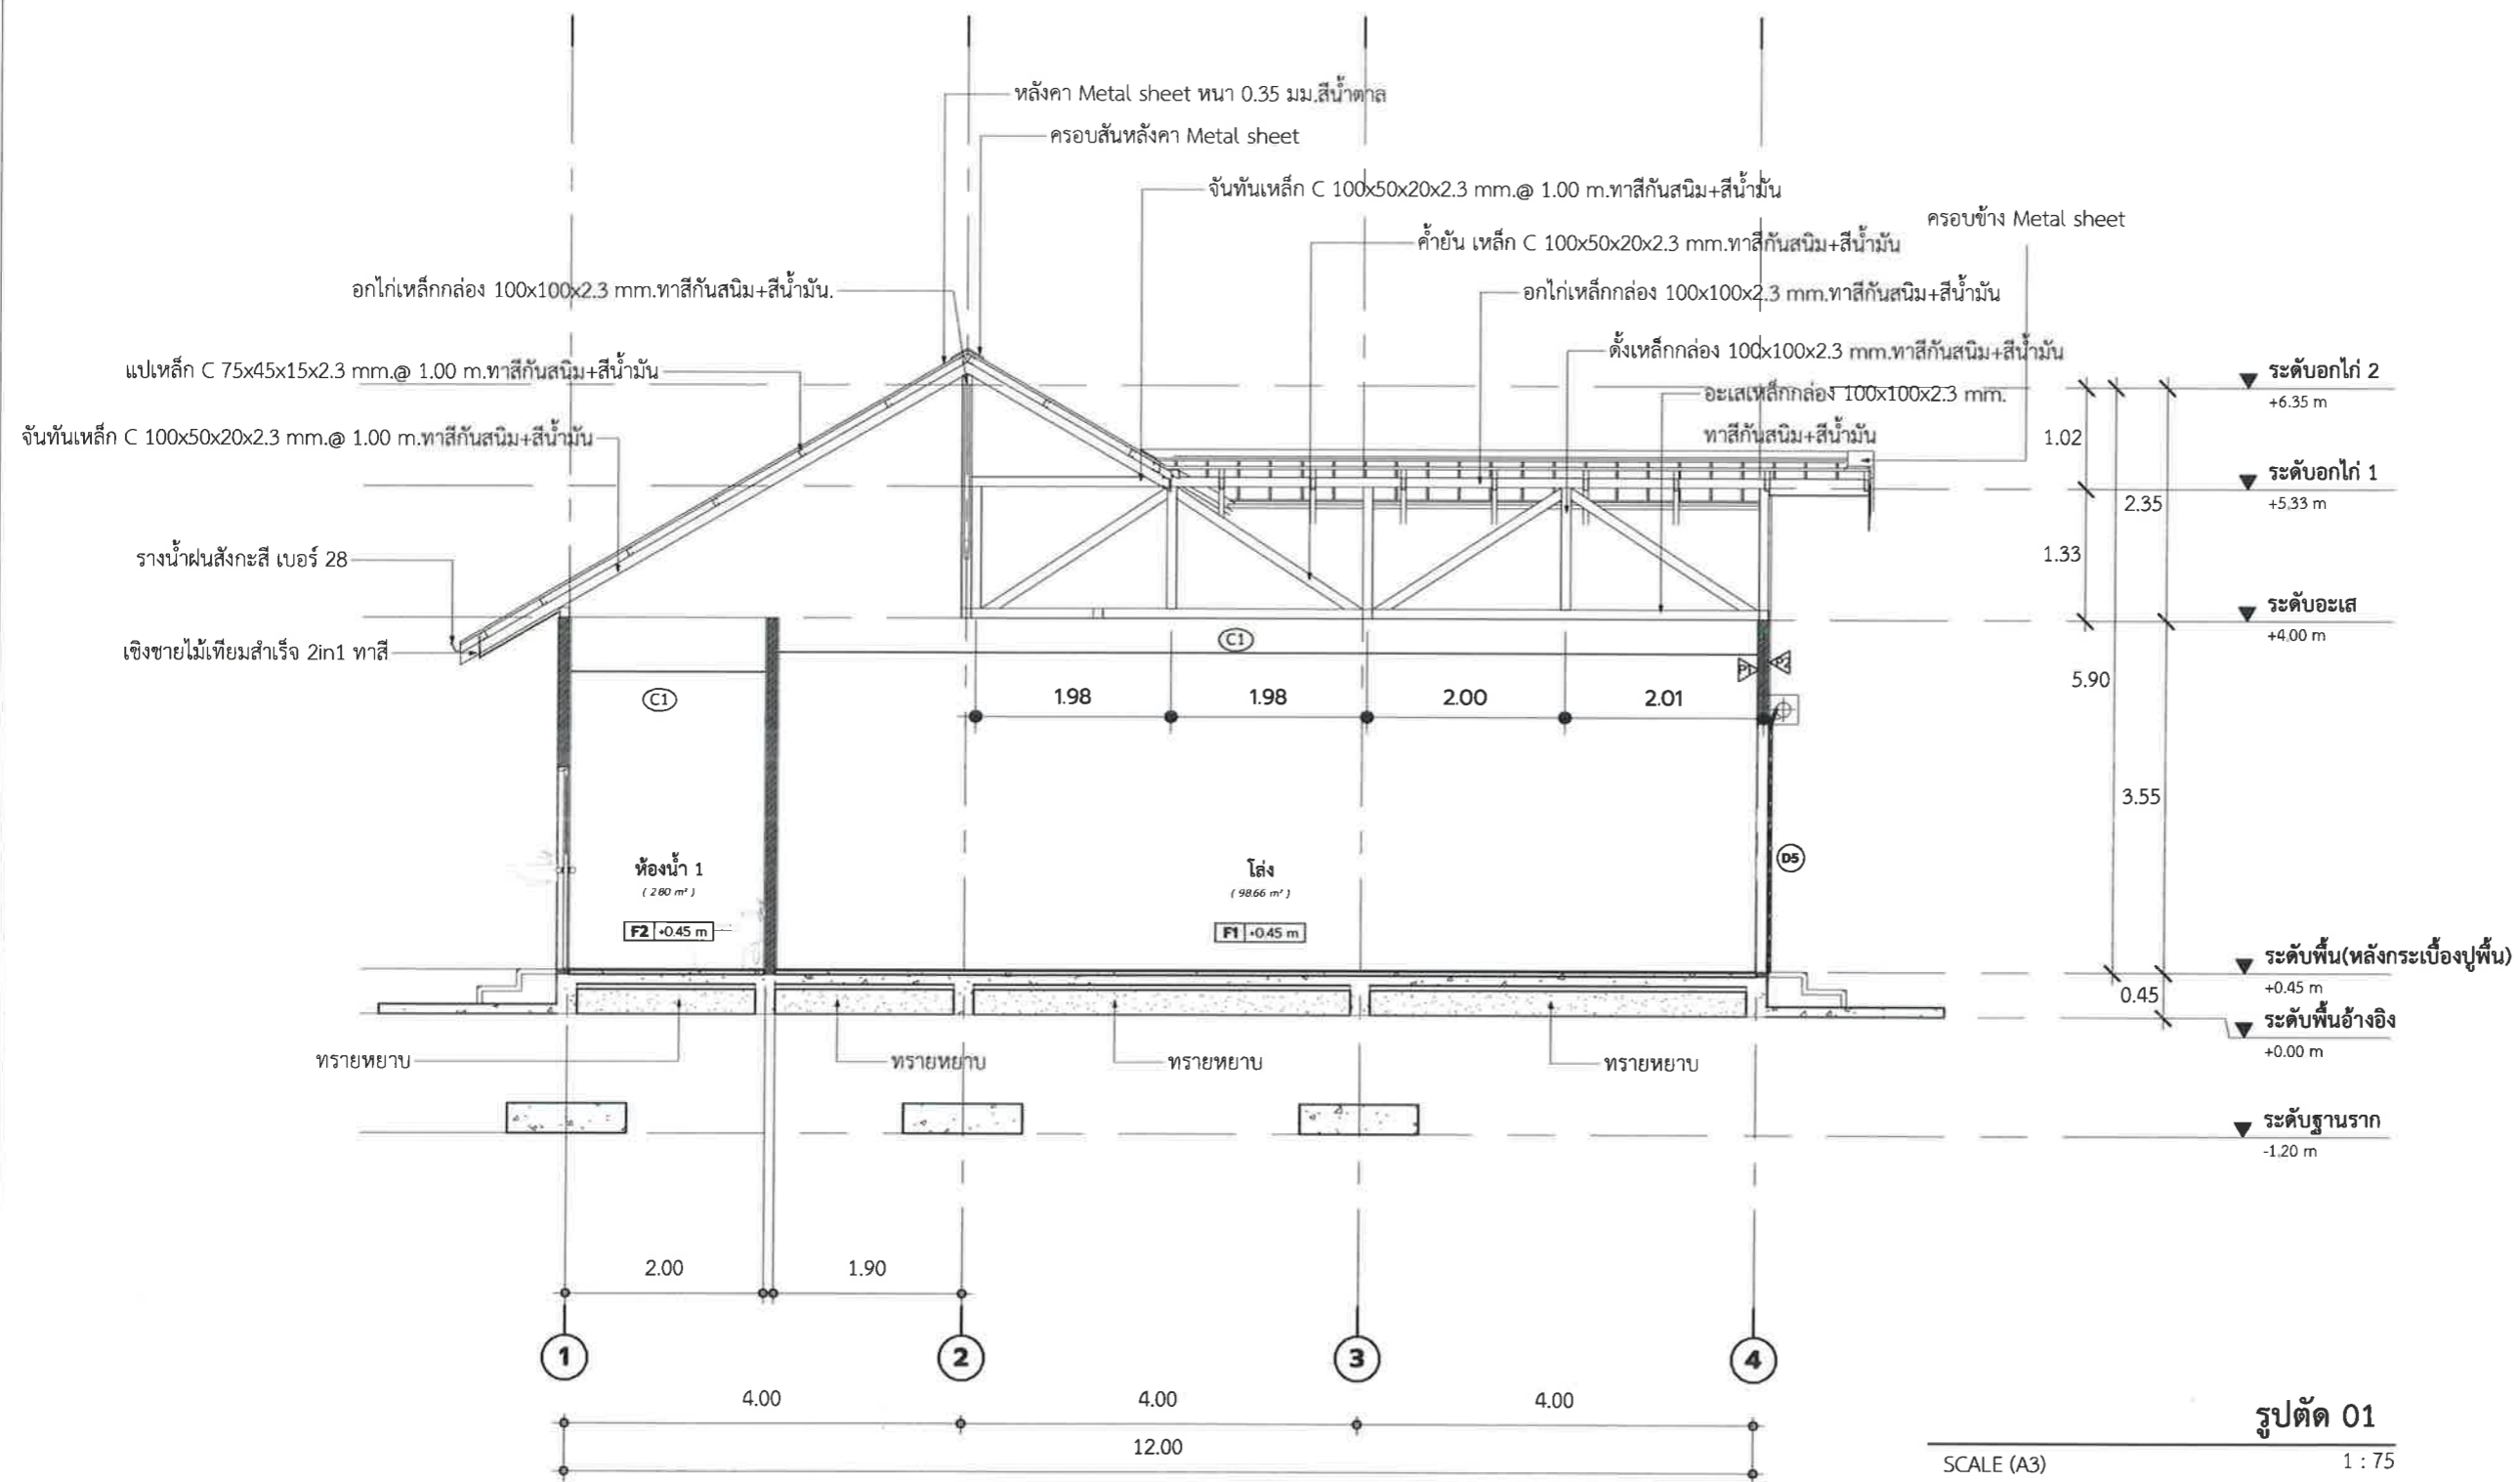 หลังคา Metal sheet หนา 0.35 มม.สีน้ำตาล
ครอบสันหลังคา Metal sheet
จันทันเหล็ก C 100x50x20x2.3 mm.@ 1.00 m.ทาสีกันสนิม+สีน้ำมัน
ครอบข้าง Metal sheet
ค้ำยัน เหล็ก C 100x50x20x2.3 mm.ทาสีกันสนิม+สีน้ำมัน
อกไก่เหล็กกล่อง 100x100x2.3 mm.ทาสีกันสนิม+สีน้ำมัน.
อกไก่เหล็กกล่อง 100x100x2.3 mm.ทาสีกันสนิม+สีน้ำมัน
ดั้งเหล็กกล่อง 100x100x2.3 mm.ทาสีกันสนิม+สีน้ำมัน
แปเหล็ก C 75x45x15x2.3 mm.@ 1.00 m.ทาสีกันสนิม+สีน้ำมัน
อะเสเหล็กกล่อง 100x100x2.3 mm.
ทาสีกันสนิม+สีน้ำมัน
จันทันเหล็ก C 100x50x20x2.3 mm.@ 1.00 m.ทาสีกันสนิม+สีน้ำมัน
ระดับอกไก่ 2
+6.35 m
1.02
ระดับอกไก่ 1
+5.33 m
2.35
1.33
รางน้ำฝนสังกะสี เบอร์ 28
ระดับอะเส
+4.00 m
เชิงชายไม้เทียมสำเร็จ 2in1 ทาสี
C1
C1
P1
P2
1.98
1.98
2.00
2.01
5.90
3.55
ห้องน้ำ 1
( 2.80 m² )
F2 +0.45 m
โล่ง
( 98.66 m² )
F1 +0.45 m
D5
ระดับพื้น(หลังกระเบื้องปูพื้น)
+0.45 m
0.45
ระดับพื้นอ้างอิง
+0.00 m
ทรายหยาบ
ทรายหยาบ
ทรายหยาบ
ทรายหยาบ
ระดับฐานราก
-1.20 m
2.00
1.90
1
2
3
4
4.00
4.00
4.00
12.00
รูปตัด 01
SCALE (A3)
1 : 75